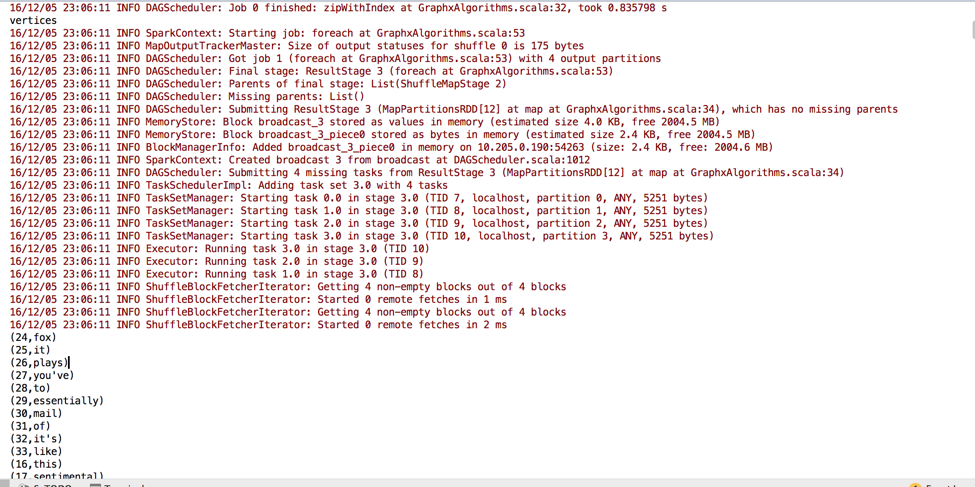 16/12/05 23:06:11 INFO DAGScheduler: Job 0 finished: zipWithIndex at GraphxAlgorithms.scala:32, took 0.835798 s
vertices
16/12/05 23:06:11 INFO SparkContext: Starting job: foreach at GraphxAlgorithms.scala:53
16/12/05 23:06:11 INFO MapOutputTrackerMaster: Size of output statuses for shuffle 0 is 175 bytes
16/12/05 23:06:11 INFO DAGScheduler: Got job 1 (foreach at GraphxAlgorithms.scala:53) with 4 output partitions
16/12/05 23:06:11 INFO DAGScheduler: Final stage: ResultStage 3 (foreach at GraphxAlgorithms.scala:53)
16/12/05 23:06:11 INFO DAGScheduler: Parents of final stage: List(ShuffleMapStage 2)
16/12/05 23:06:11 INFO DAGScheduler: Missing parents: List()
16/12/05 23:06:11 INFO DAGScheduler: Submitting ResultStage 3 (MapPartitionsRDD[12] at map at GraphxAlgorithms.scala:34), which has no missing parents
16/12/05 23:06:11 INFO MemoryStore: Block broadcast_3 stored as values in memory (estimated size 4.0 KB, free 2004.5 MB)
16/12/05 23:06:11 INFO MemoryStore: Block broadcast_3_piece0 stored as bytes in memory (estimated size 2.4 KB, free 2004.5 MB)
16/12/05 23:06:11 INFO BlockManagerInfo: Added broadcast_3_piece0 in memory on 10.205.0.190:54263 (size: 2.4 KB, free: 2004.6 MB)
16/12/05 23:06:11 INFO SparkContext: Created broadcast 3 from broadcast at DAGScheduler.scala:1012
16/12/05 23:06:11 INFO DAGScheduler: Submitting 4 missing tasks from ResultStage 3 (MapPartitionsRDD[12] at map at GraphxAlgorithms.scala:34)
16/12/05 23:06:11 INFO TaskSchedulerImpl: Adding task set 3.0 with 4 tasks
16/12/05 23:06:11 INFO TaskSetManager: Starting task 0.0 in stage 3.0 (TID 7, localhost, partition 0, ANY, 5251 bytes)
16/12/05 23:06:11 INFO TaskSetManager: Starting task 1.0 in stage 3.0 (TID 8, localhost, partition 1, ANY, 5251 bytes)
16/12/05 23:06:11 INFO TaskSetManager: Starting task 2.0 in stage 3.0 (TID 9, localhost, partition 2, ANY, 5251 bytes)
16/12/05 23:06:11 INFO TaskSetManager: Starting task 3.0 in stage 3.0 (TID 10, localhost, partition 3, ANY, 5251 bytes)
16/12/05 23:06:11 INFO Executor: Running task 3.0 in stage 3.0 (TID 10)
16/12/05 23:06:11 INFO Executor: Running task 2.0 in stage 3.0 (TID 9)
16/12/05 23:06:11 INFO Executor: Running task 1.0 in stage 3.0 (TID 8)
16/12/05 23:06:11 INFO ShuffleBlockFetcherIterator: Getting 4 non-empty blocks out of 4 blocks
16/12/05 23:06:11 INFO ShuffleBlockFetcherIterator: Started 0 remote fetches in 1 ms
16/12/05 23:06:11 INFO ShuffleBlockFetcherIterator: Getting 4 non-empty blocks out of 4 blocks
16/12/05 23:06:11 INFO ShuffleBlockFetcherIterator: Started 0 remote fetches in 2 ms
(24,fox)
(25,it)
(26,plays)
(27,you've)
(28,to)
(29,essentially)
(30,mail)
(31,of)
(32,it's)
(33,like)
(16,this)
(17,sentimental)